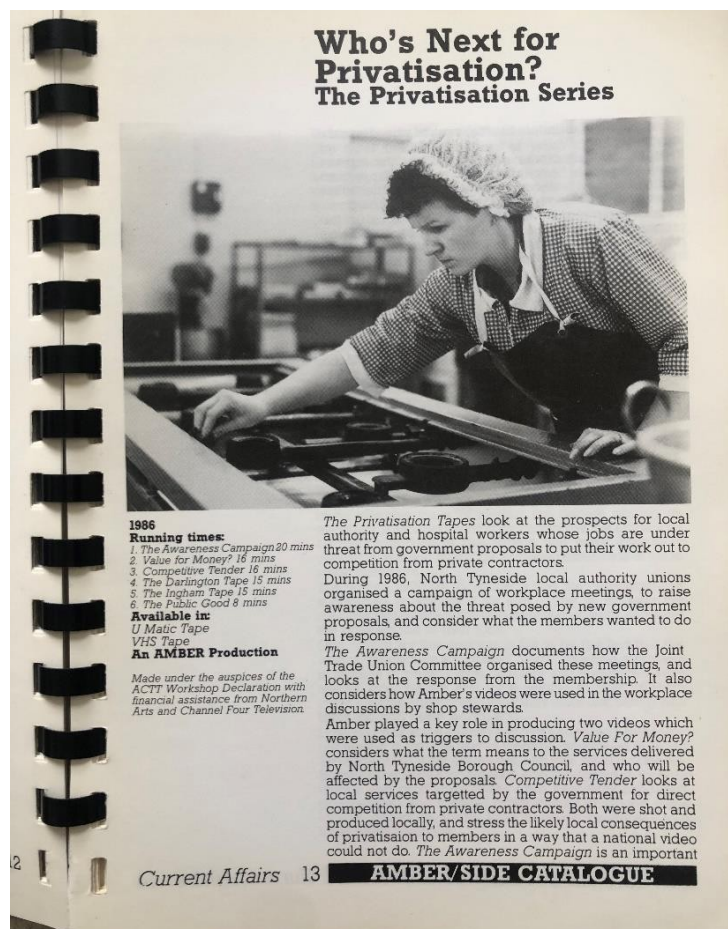 Who's Next for
Privatisation?
The Privatisation Series
1986
Running times:
1. The Awareness Campaign 20 mins
2. Value for Money? 16 mins
3. Competitive Tender 16 mins
4. The Darlington Tape 15 mins
5. The Ingham Tape 15 mins
6. The Public Good 8 mins
Available in:
U Matic Tape
VHS Tape
An AMBER Production
Made under the auspices of the
ACTT Workshop Declaration with
financial assistance from Northern
Arts and Channel Four Television.
The Privatisation Tapes look at the prospects for local
authority and hospital workers whose jobs are under
threat from government proposals to put their work out to
competition from private contractors.
During 1986, North Tyneside local authority unions
organised a campaign of workplace meetings, to raise
awareness about the threat posed by new government
proposals, and consider what the members wanted to do
in response.
The Awareness Campaign documents how the Joint
Trade Union Committee organised these meetings, and
looks at the response from the membership. It also
considers how Amber's videos were used in the workplace
discussions by shop stewards.
Amber played a key role in producing two videos which
were used as triggers to discussion. Value For Money?
considers what the term means to the services delivered
by North Tyneside Borough Council, and who will be
affected by the proposals. Competitive Tender looks at
local services targetted by the government for direct
competition from private contractors. Both were shot and
produced locally, and stress the likely local consequences
of privatisaion to members in a way that a national video
could not do. The Awareness Campaign is an important
Current Affairs 13
AMBER/SIDE CATALOGUE